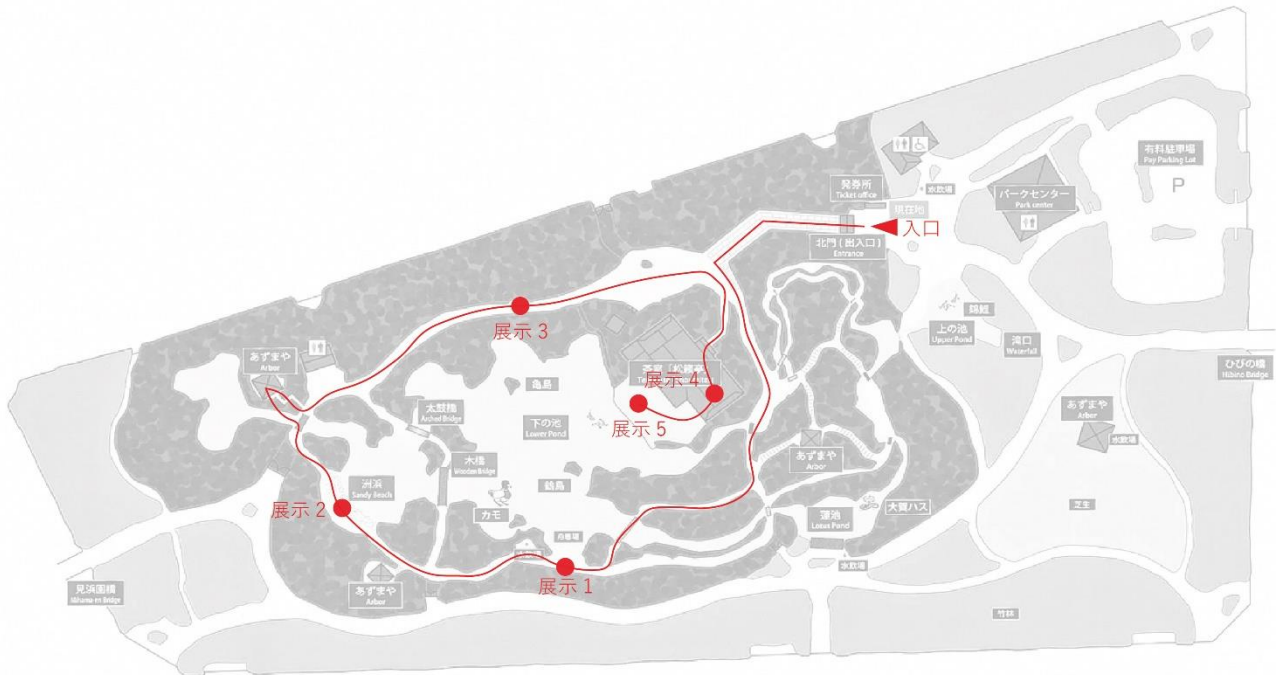 有料駐車場
Pay Parking Lot
P
発券所
Ticket office
水飲場
パークセンター
Park center
現在地
入口
北門(出入口)
Entrance
展示 3
錦鯉
上の池
Upper Pond
滝口
Waterfall
あずまや
Arbor
ひびの橋
Hibino Bridge
亀島
展示 4
太鼓橋
Arched Bridge
下の池
Lower Pond
展示 5
あずまや
Arbor
水飲場
木橋
Wooden Bridge
あずまや
Arbor
洲浜
Sandy Beach
鶴島
展示 2
カモ
蓮池
Lotus Pond
大賀ハス
芝生
展示 1
水飲場
あずまや
Arbor
見浜園橋
竹林